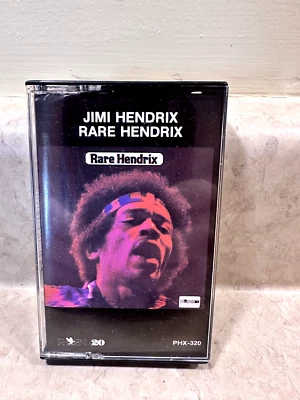 JIMI HENDRIX
RARE HENDRIX
Rare Hendrix
20
PHX-320